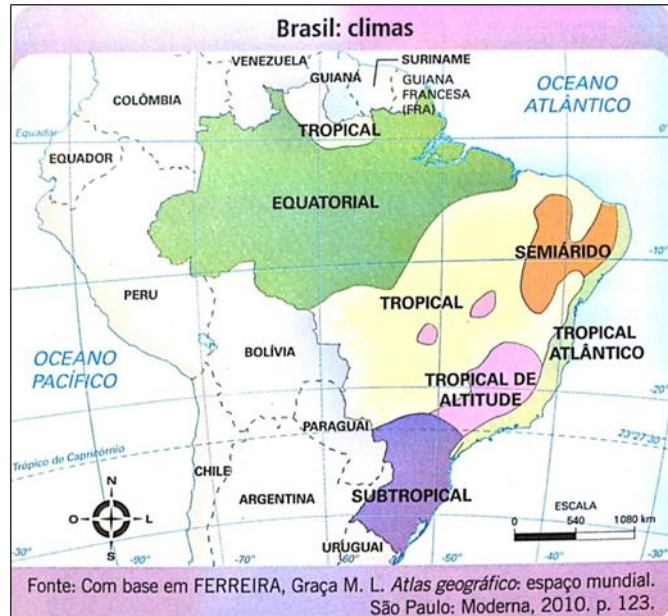 Brasil: climas
VENEZUELA
SURINAME
GUIANA
GUIANA
FRANCESA
(FRA)
COLÔMBIA
OCEANO
ATLÂNTICO
Equador
0°
TROPICAL
EQUADOR
EQUATORIAL
SEMIÁRIDO
-10°
PERU
TROPICAL
BOLÍVIA
TROPICAL
ATLÂNTICO
OCEANO
PACÍFICO
TROPICAL DE
ALTITUDE
-20°
PARAGUAI
23°27'30"
Trópico de Capricórnio
CHILE
N
O
L
S
ARGENTINA
SUBTROPICAL
ESCALA
0 540 1080 km
URUGUAI
-30°
-90°
-70°
-60°
-50°
-40°
-30°
Fonte: Com base em FERREIRA, Graça M. L. Atlas geográfico: espaço mundial.
São Paulo: Moderna, 2010. p. 123.